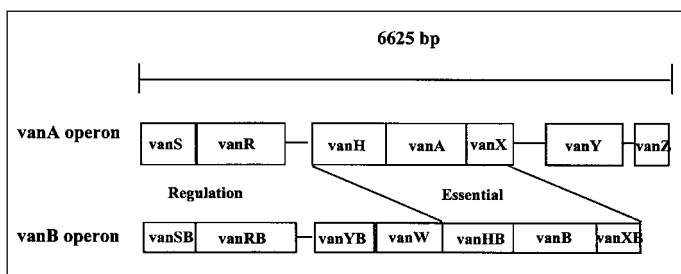 6625 bp
vanA operon vanS vanR vanH vanA vanX vanY vanZ
Regulation Essential
vanB operon vanSB vanRB vanYB vanW vanHB vanB vanXB